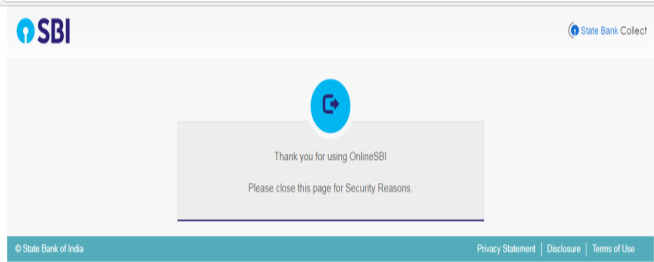 SBI
State Bank Collect
Thank you for using OnlineSBI
Please close this page for Security Reasons.
© State Bank of India
Privacy Statement | Disclosure | Terms of Use